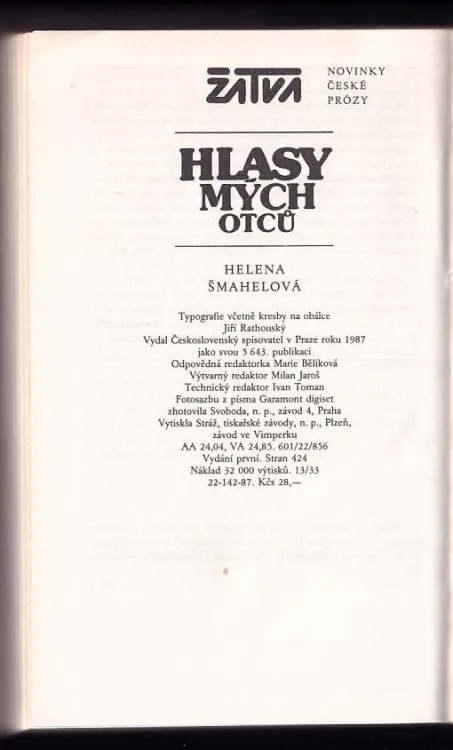 ŽATVA
NOVINKY
ČESKÉ
PRÓZY
HLASY
MÝCH
OTCŮ
HELENA
ŠMAHELOVÁ
Typografie včetně kresby na obálce
Jiří Rathouský
Vydal Československý spisovatel v Praze roku 1987
jako svou 5 643. publikaci
Odpovědná redaktorka Marie Bělíková
Výtvarný redaktor Milan Jaroš
Technický redaktor Ivan Toman
Fotosazbu z písma Garamont digiset
zhotovila Svoboda, n. p., závod 4, Praha
Vytiskla Stráž, tiskařské závody, n. p., Plzeň,
závod ve Vimperku
AA 24,04, VA 24,85. 601/22/856
Vydání první. Stran 424
Náklad 32 000 výtisků. 13/33
22-142-87. Kčs 28,—